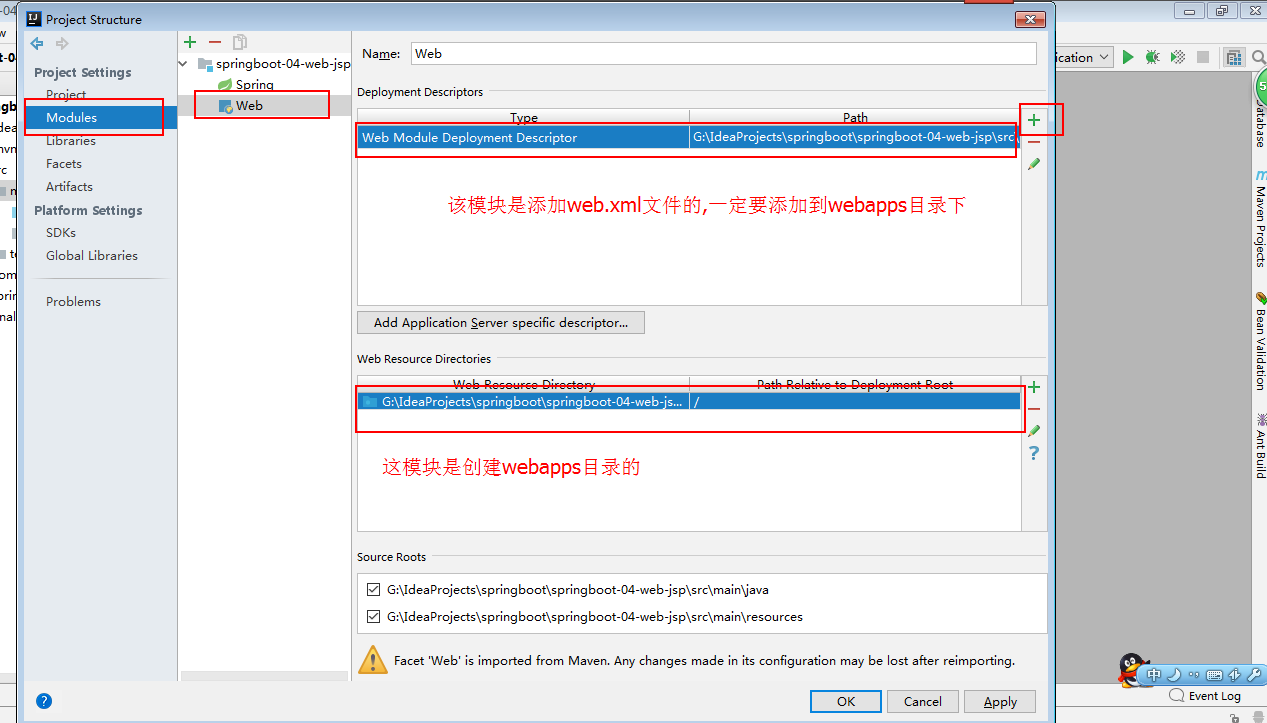 Project Structure
Project Settings
Project
Modules
Libraries
Facets
Artifacts
Platform Settings
SDKs
Global Libraries
Problems
springboot-04-web-jsp
Spring
Web
Name: Web
Deployment Descriptors
Type Path
Web Module Deployment Descriptor G:\IdeaProjects\springboot\springboot-04-web-jsp\src\
该模块是添加web.xml文件的,一定要添加到webapps目录下
Add Application Server specific descriptor...
Web Resource Directories
Web Resource Directory Path Relative to Deployment Root
G:\IdeaProjects\springboot\springboot-04-web-js... /
这模块是创建webapps目录的
Source Roots
G:\IdeaProjects\springboot\springboot-04-web-jsp\src\main\java
G:\IdeaProjects\springboot\springboot-04-web-jsp\src\main\resources
Facet 'Web' is imported from Maven. Any changes made in its configuration may be lost after reimporting.
OK Cancel Apply
ication
Database
Maven Projects
Bean Validation
Ant Build
中
Event Log